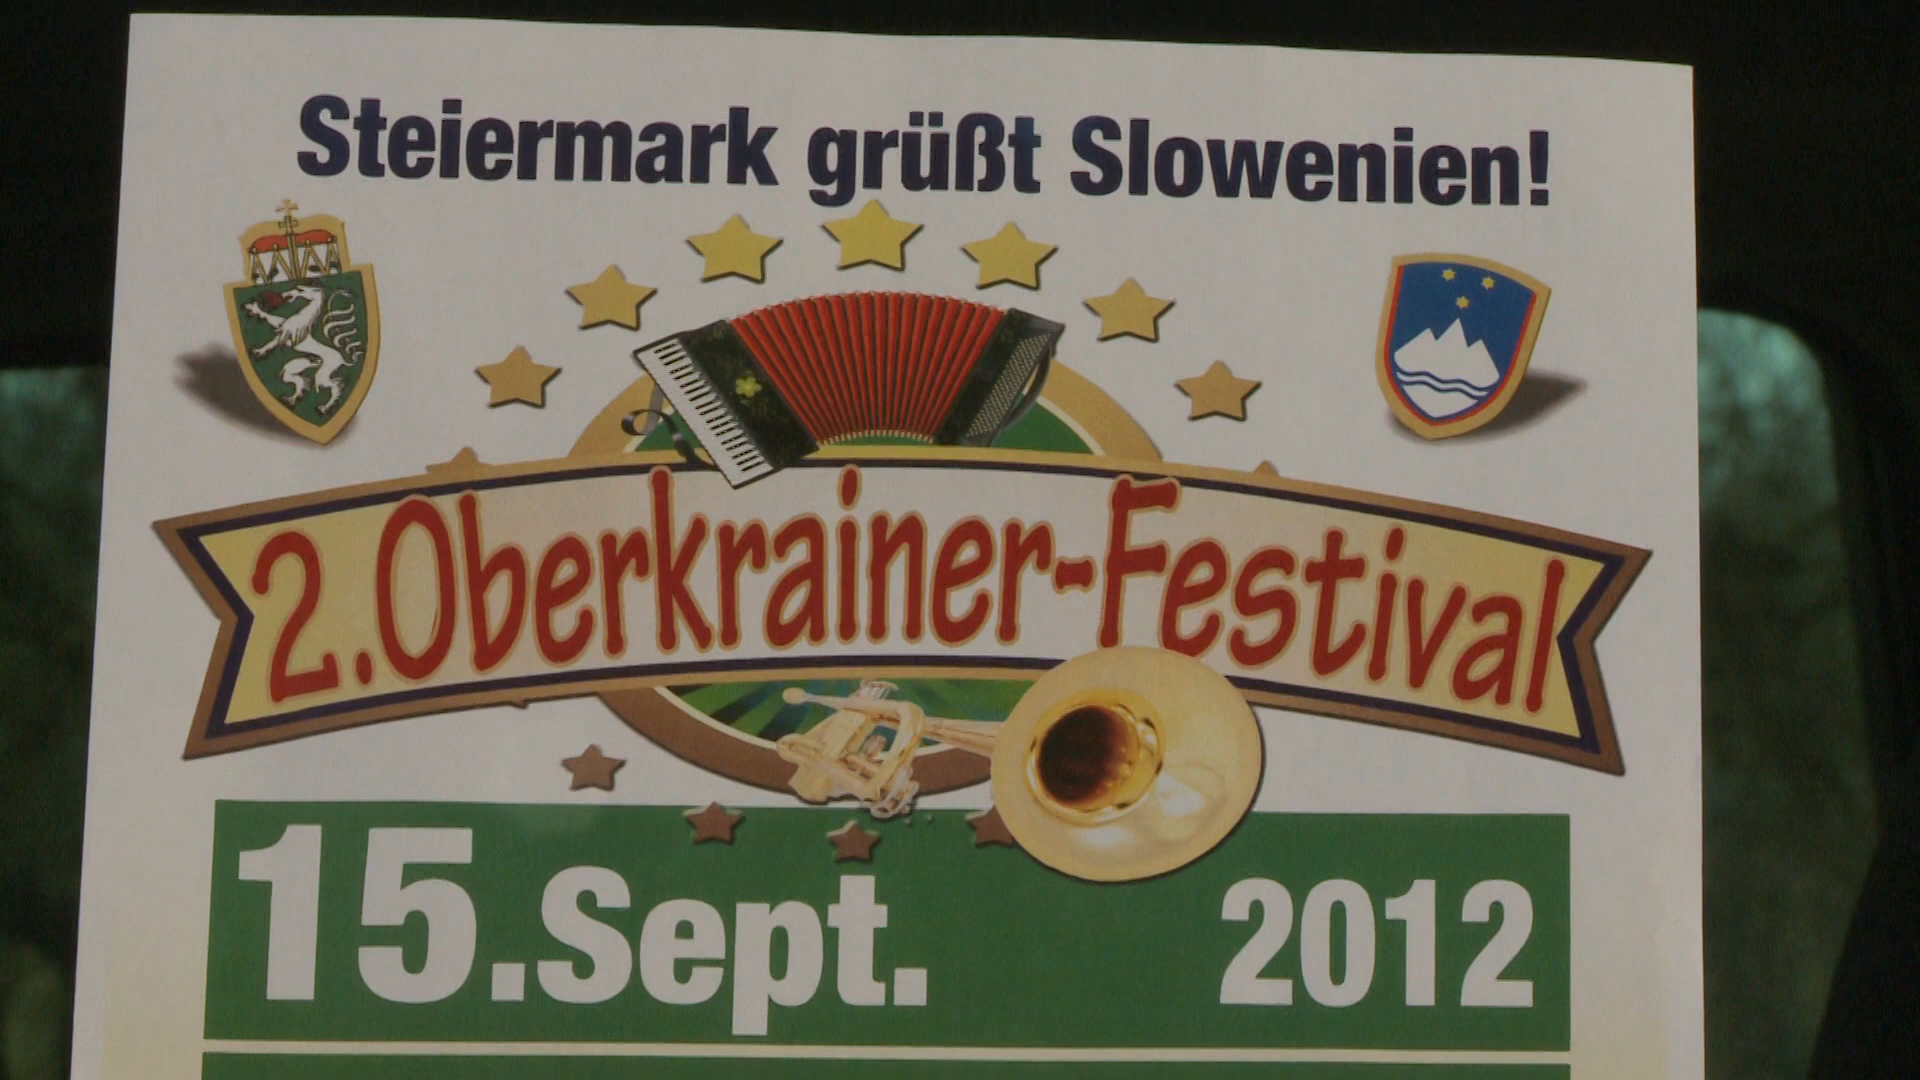 Steiermark grüßt Slowenien!
2. Oberkrainer-Festival
15. Sept. 2012